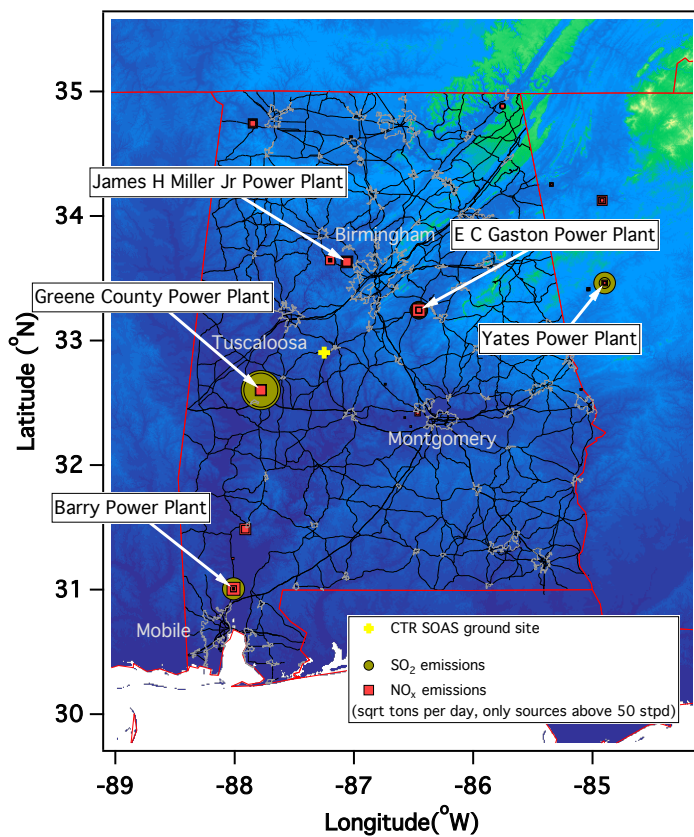 35
34
33
32
31
30
Latitude (°N)
James H Miller Jr Power Plant
Birmingham
E C Gaston Power Plant
Greene County Power Plant
Tuscaloosa
Yates Power Plant
Montgomery
Barry Power Plant
Mobile
CTR SOAS ground site
SO₂ emissions
NOₓ emissions
(sqrt tons per day, only sources above 50 stpd)
-89 -88 -87 -86 -85
Longitude(°W)